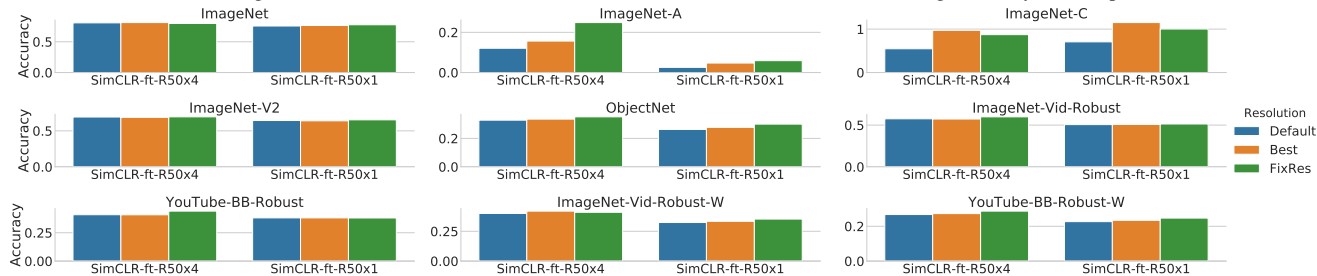 ImageNet
ImageNet-A
ImageNet-C
Accuracy
0.5
0.0
SimCLR-ft-R50x4
SimCLR-ft-R50x1
0.2
0.0
SimCLR-ft-R50x4
SimCLR-ft-R50x1
1
0
SimCLR-ft-R50x4
SimCLR-ft-R50x1
ImageNet-V2
ObjectNet
ImageNet-Vid-Robust
Accuracy
0.5
0.0
SimCLR-ft-R50x4
SimCLR-ft-R50x1
0.2
0.0
SimCLR-ft-R50x4
SimCLR-ft-R50x1
0.5
0.0
SimCLR-ft-R50x4
SimCLR-ft-R50x1
Resolution
Default
Best
FixRes
YouTube-BB-Robust
ImageNet-Vid-Robust-W
YouTube-BB-Robust-W
Accuracy
0.25
0.00
SimCLR-ft-R50x4
SimCLR-ft-R50x1
0.25
0.00
SimCLR-ft-R50x4
SimCLR-ft-R50x1
0.2
0.0
SimCLR-ft-R50x4
SimCLR-ft-R50x1